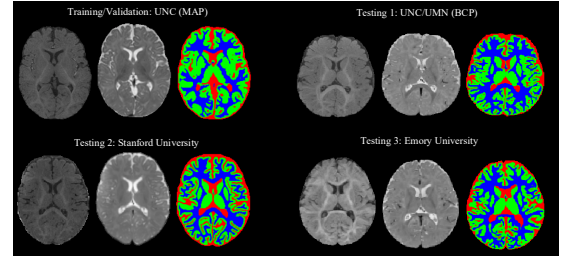 Training/Validation: UNC (MAP)
Testing 1: UNC/UMN (BCP)
Testing 2: Stanford University
Testing 3: Emory University